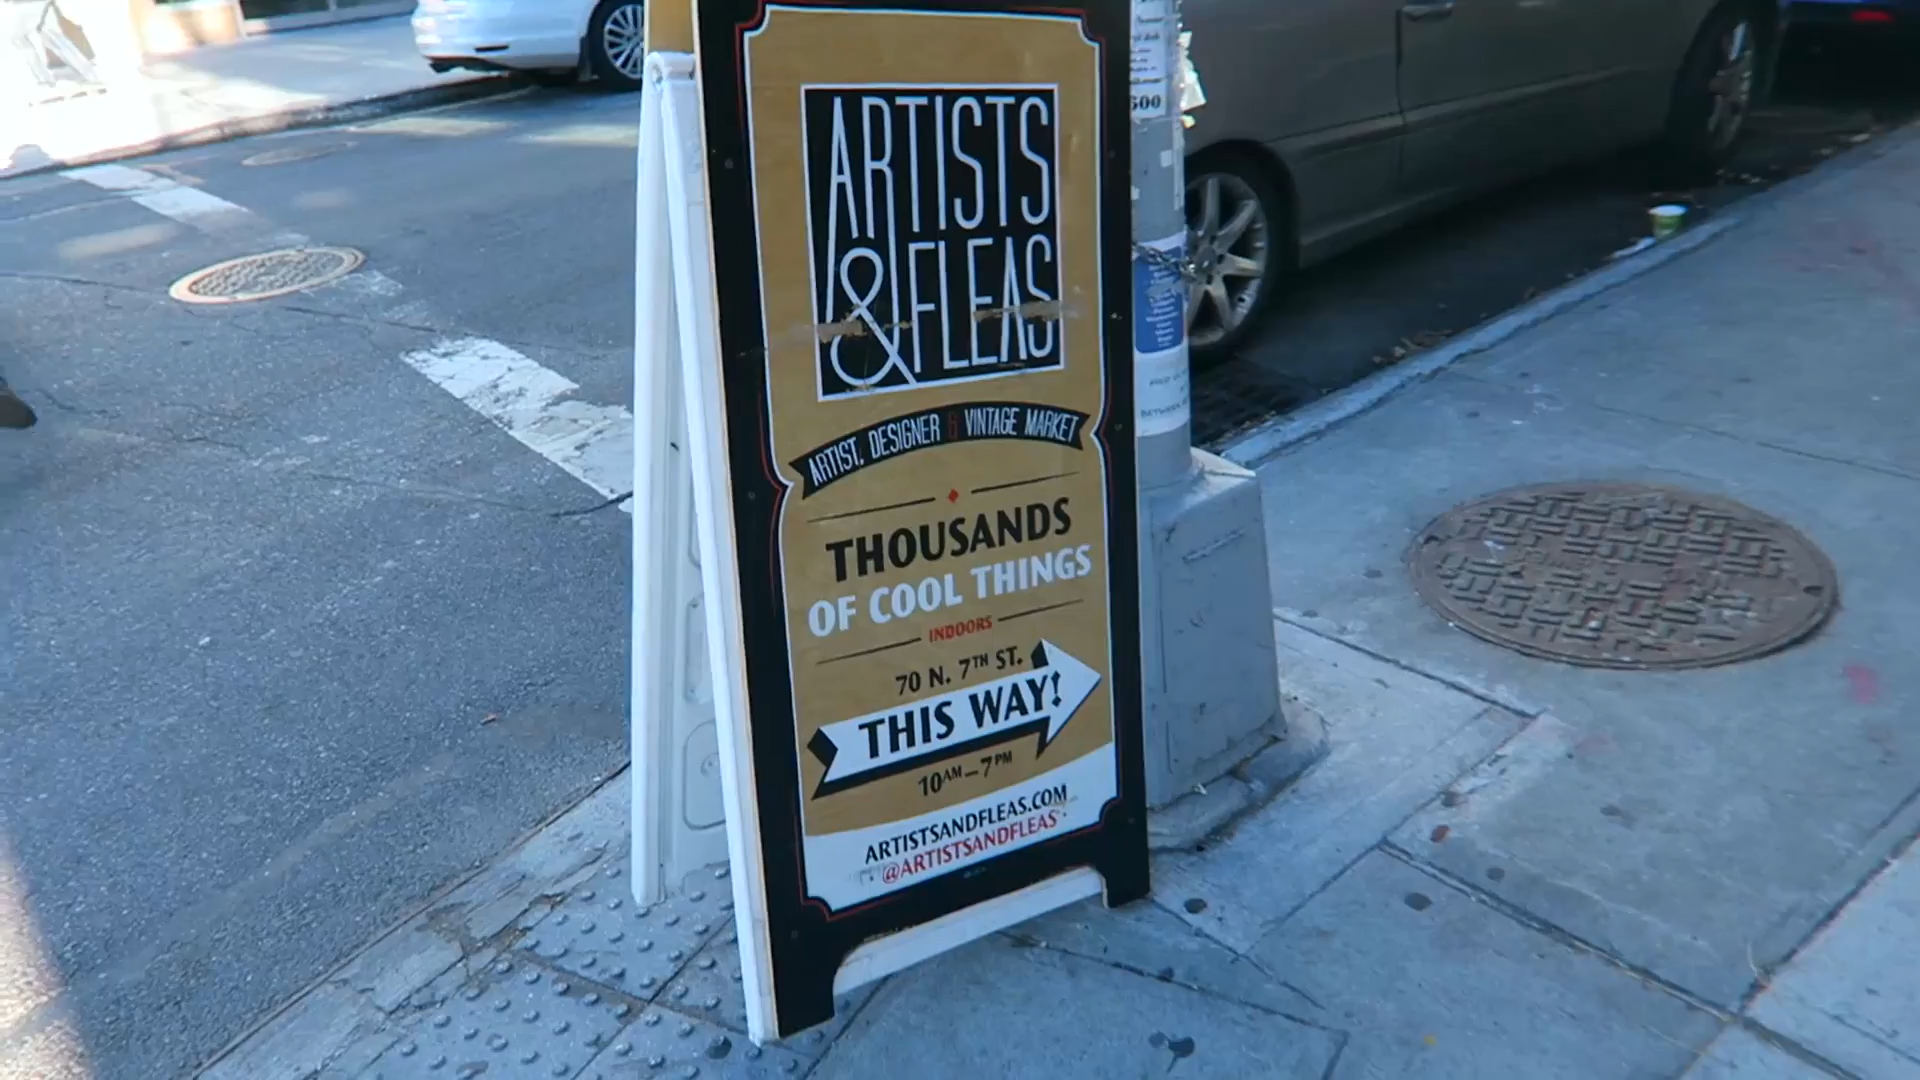 ARTISTS
& FLEAS
ARTIST, DESIGNER & VINTAGE MARKET
THOUSANDS
OF COOL THINGS
INDOORS
70 N. 7TH ST.
THIS WAY!
10AM–7PM
ARTISTSANDFLEAS.COM
@ARTISTSANDFLEAS